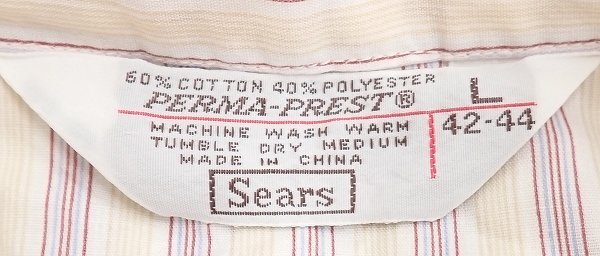 60% COTTON 40% POLYESTER
PERMA-PREST®
MACHINE WASH WARM
TUMBLE DRY MEDIUM
MADE IN CHINA
Sears
L
42-44